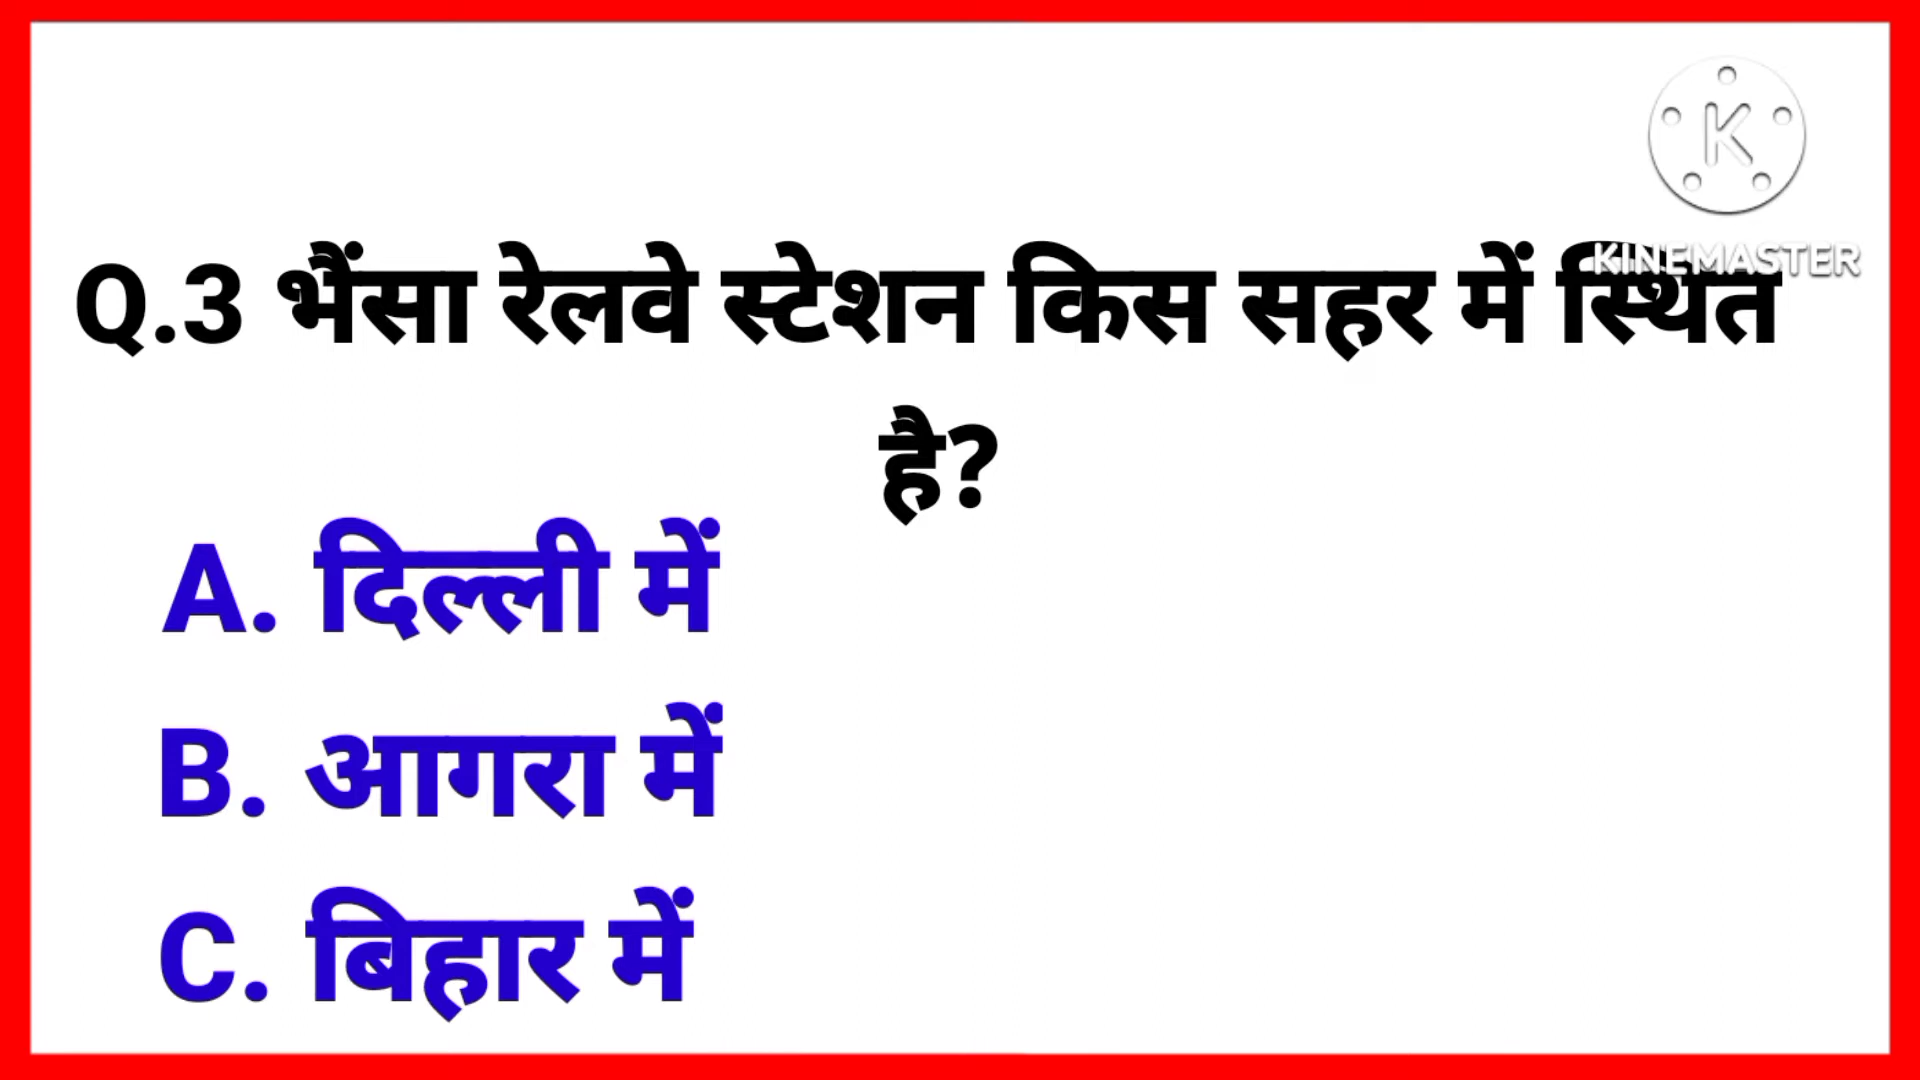 K
KINEMASTER
Q.3 भैंसा रेलवे स्टेशन किस सहर में स्थित
है?
A. दिल्ली में
B. आगरा में
C. बिहार में